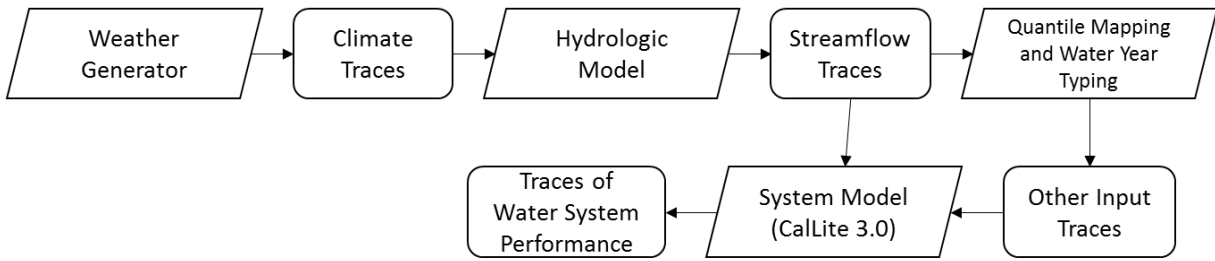 Weather
Generator
Climate
Traces
Hydrologic
Model
Streamflow
Traces
Quantile Mapping
and Water Year
Typing
Traces of
Water System
Performance
System Model
(CalLite 3.0)
Other Input
Traces